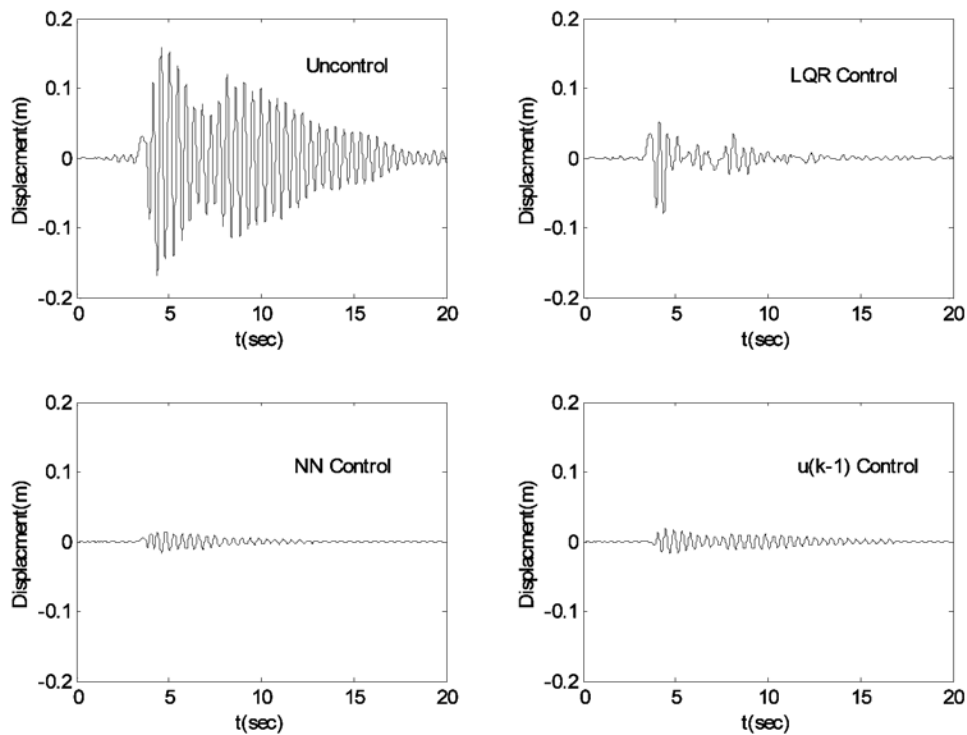 0.2
0.1
0
-0.1
-0.2
Displacment(m)
Uncontrol
0 5 10 15 20
t(sec)
0.2
0.1
0
-0.1
-0.2
Displacment(m)
LQR Control
0 5 10 15 20
t(sec)
0.2
0.1
0
-0.1
-0.2
Displacment(m)
NN Control
0 5 10 15 20
t(sec)
0.2
0.1
0
-0.1
-0.2
Displacment(m)
u(k-1) Control
0 5 10 15 20
t(sec)